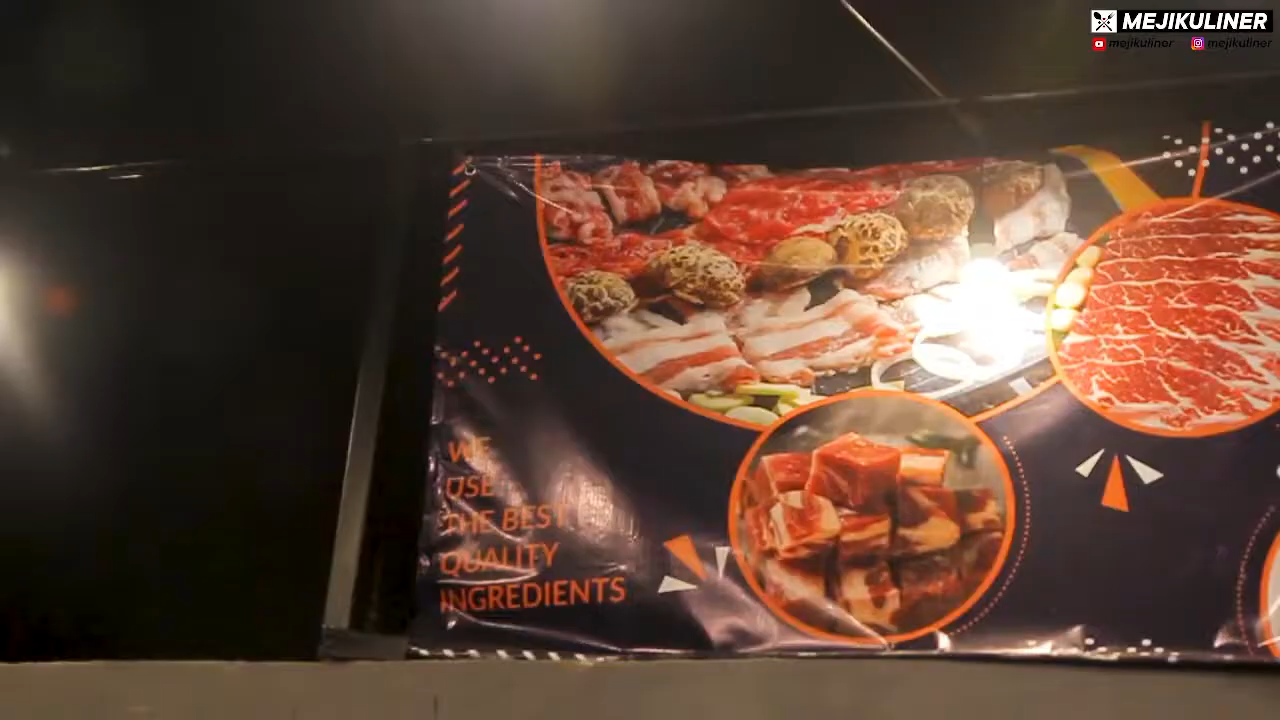 MEJIKULINER
mejikuliner mejikuliner
WE
USE
THE BEST
QUALITY
INGREDIENTS